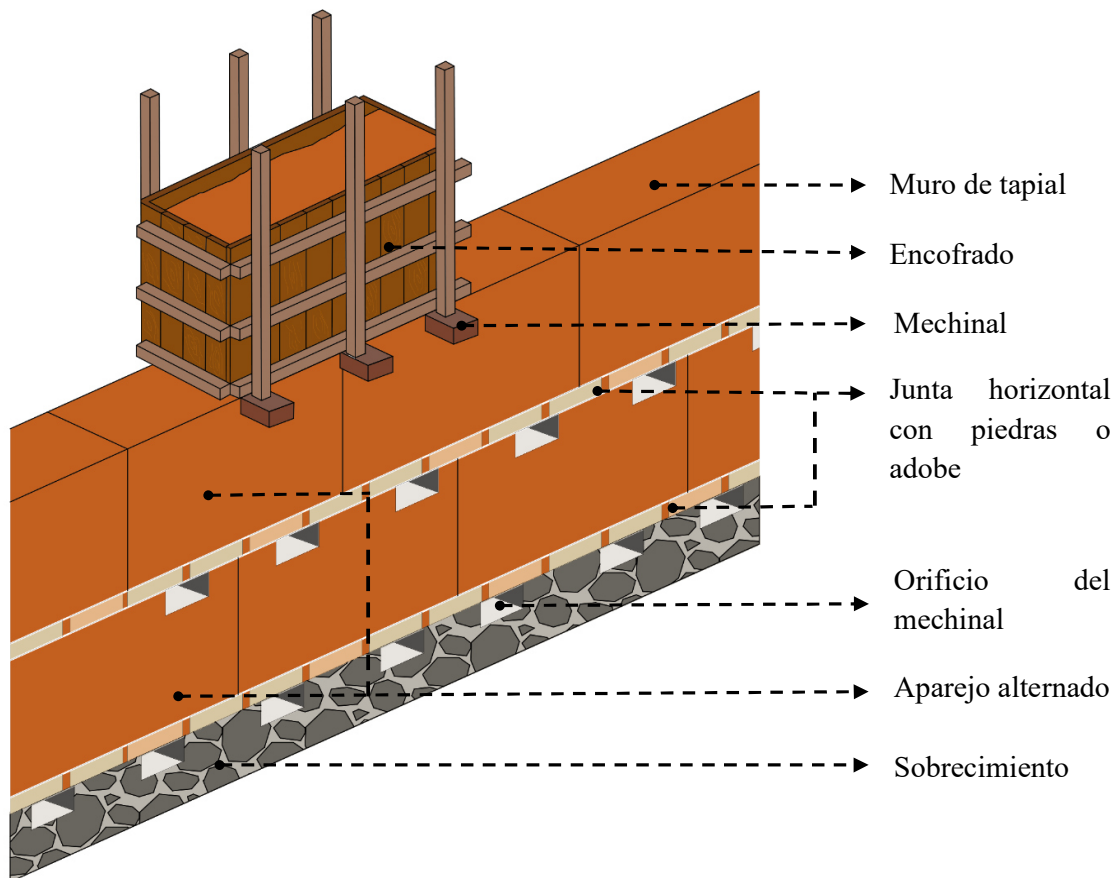 Muro de tapial
Encofrado
Mechinal
Junta horizontal
con piedras o
adobe
Orificio del
mechinal
Aparejo alternado
Sobrecimiento